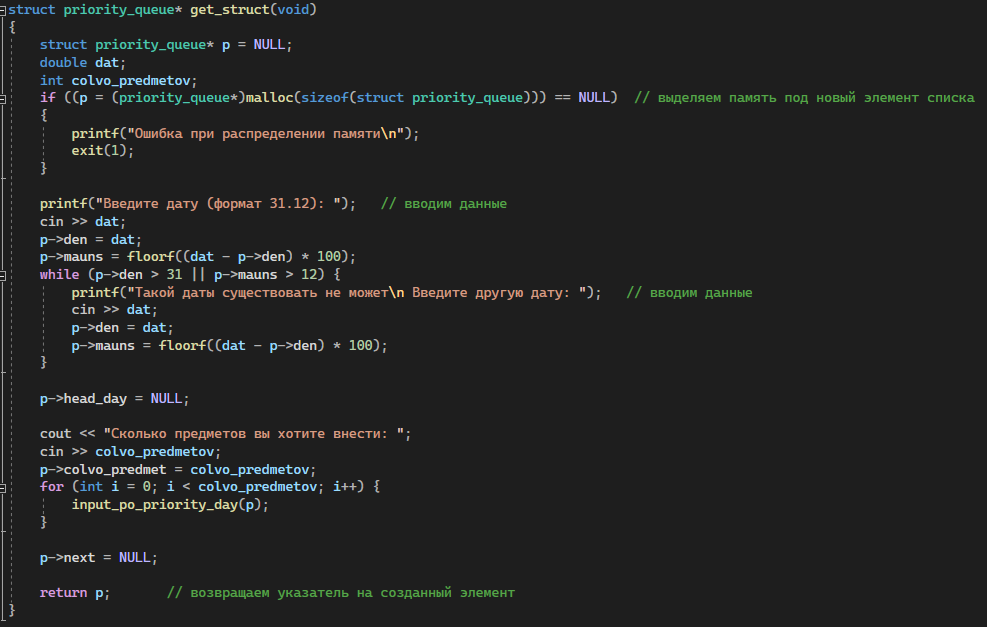 struct priority_queue* get_struct(void)
{
    struct priority_queue* p = NULL;
    double dat;
    int colvo_predmetov;
    if ((p = (priority_queue*)malloc(sizeof(struct priority_queue))) == NULL)  // выделяем память под новый элемент списка
    {
        printf("Ошибка при распределении памяти\n");
        exit(1);
    }

    printf("Введите дату (формат 31.12): ");   // вводим данные
    cin >> dat;
    p->den = dat;
    p->mauns = floorf((dat - p->den) * 100);
    while (p->den > 31 || p->mauns > 12) {
        printf("Такой даты существовать не может\n Введите другую дату: ");   // вводим данные
        cin >> dat;
        p->den = dat;
        p->mauns = floorf((dat - p->den) * 100);
    }

    p->head_day = NULL;

    cout << "Сколько предметов вы хотите внести: ";
    cin >> colvo_predmetov;
    p->colvo_predmet = colvo_predmetov;
    for (int i = 0; i < colvo_predmetov; i++) {
        input_po_priority_day(p);
    }

    p->next = NULL;

    return p;       // возвращаем указатель на созданный элемент
}